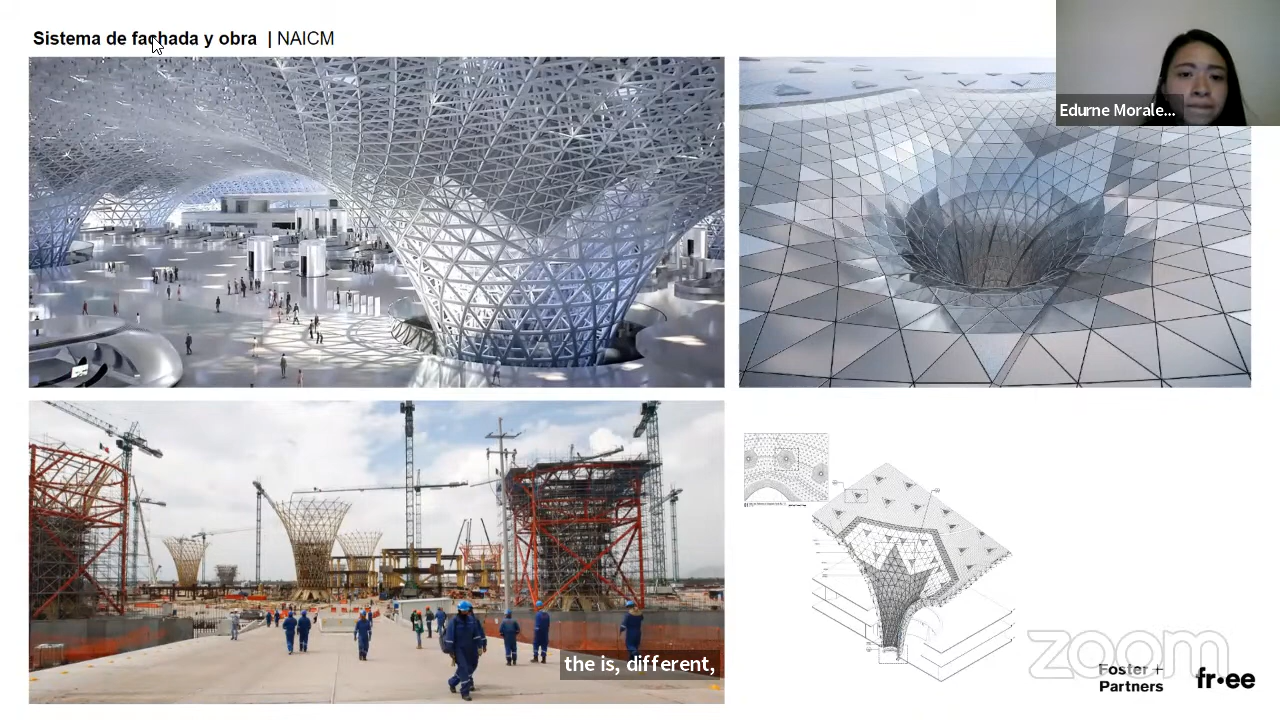 Sistema de fachada y obra | NAICM
Edurne Morale...
the is, different,
zoom
Foster +
Partners
fr•ee